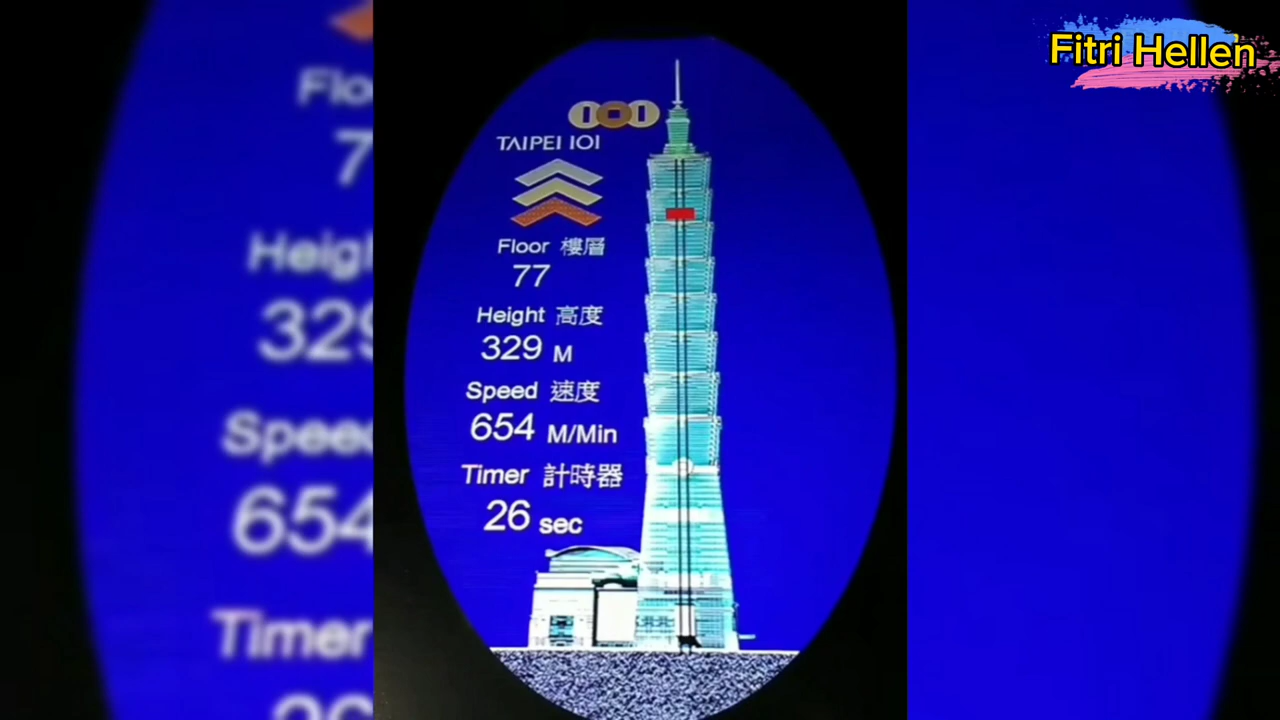 Fitri Hellen
TAIPEI 101
Floor 樓層
77
Height 高度
329 M
Speed 速度
654 M/Min
Timer 計時器
26 sec